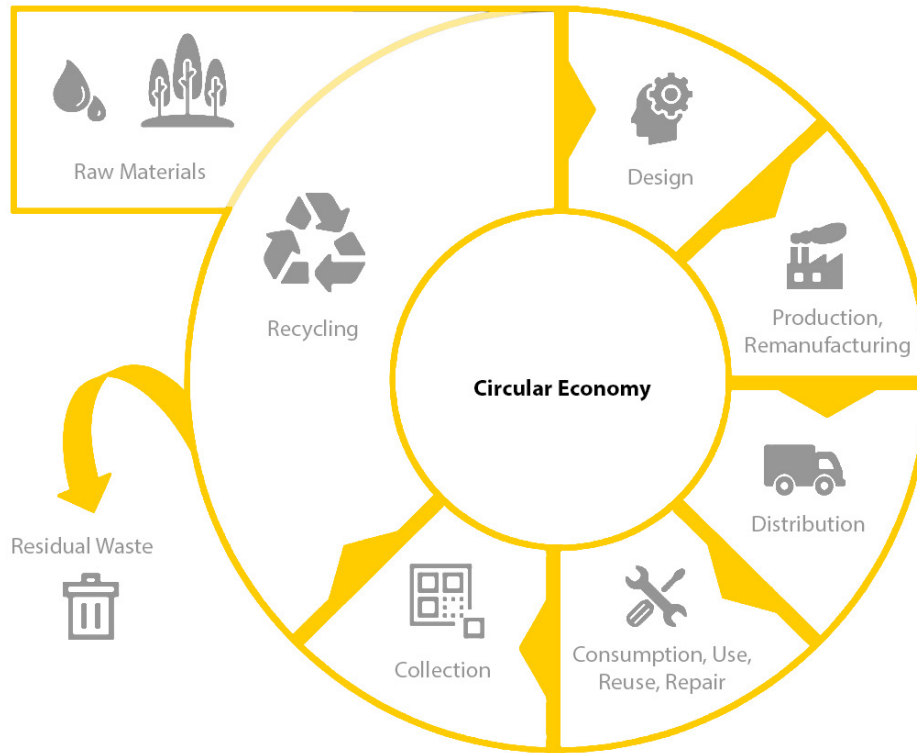 Raw Materials
Design
Recycling
Production,
Remanufacturing
Circular Economy
Distribution
Residual Waste
Collection
Consumption, Use,
Reuse, Repair